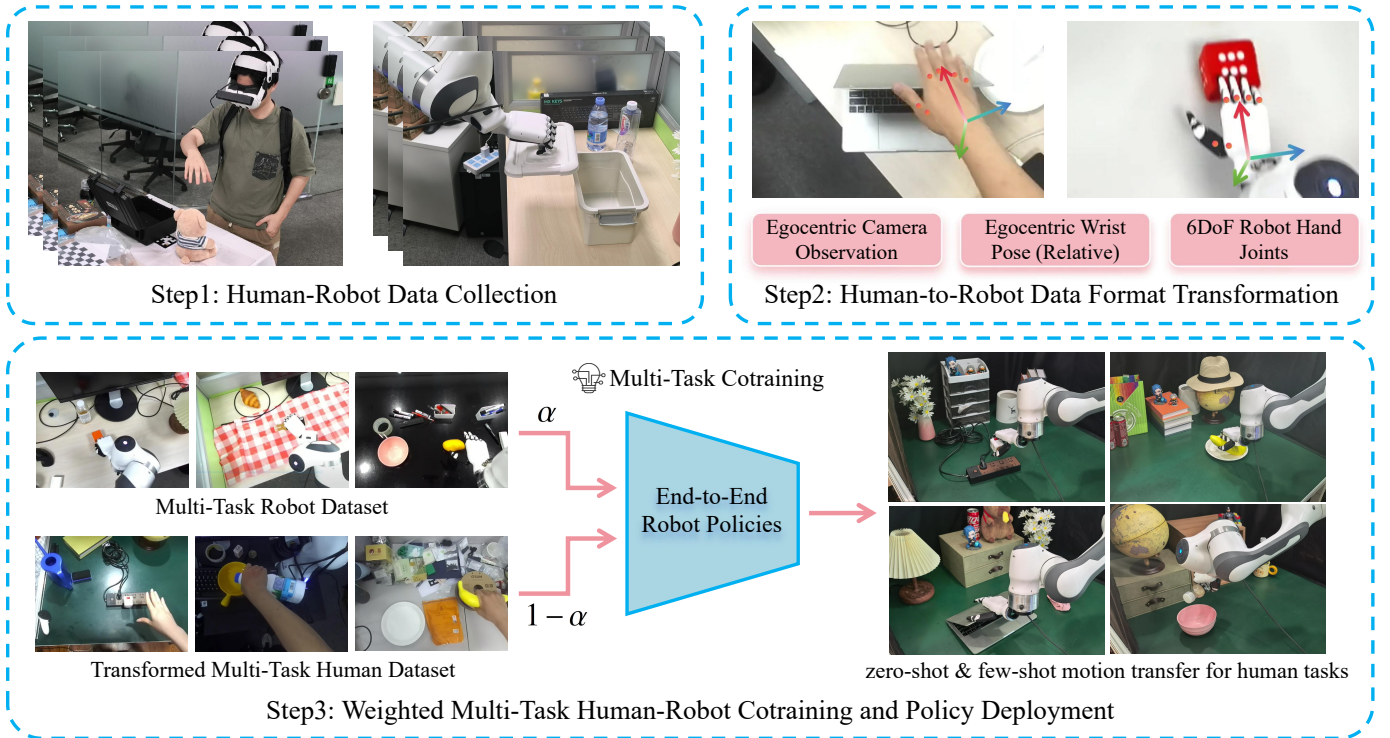 Egocentric Camera
Observation
Egocentric Wrist
Pose (Relative)
6DoF Robot Hand
Joints
Step1: Human-Robot Data Collection
Step2: Human-to-Robot Data Format Transformation
Multi-Task Cotraining
α
Multi-Task Robot Dataset
End-to-End
Robot Policies
1 − α
Transformed Multi-Task Human Dataset
zero-shot & few-shot motion transfer for human tasks
Step3: Weighted Multi-Task Human-Robot Cotraining and Policy Deployment